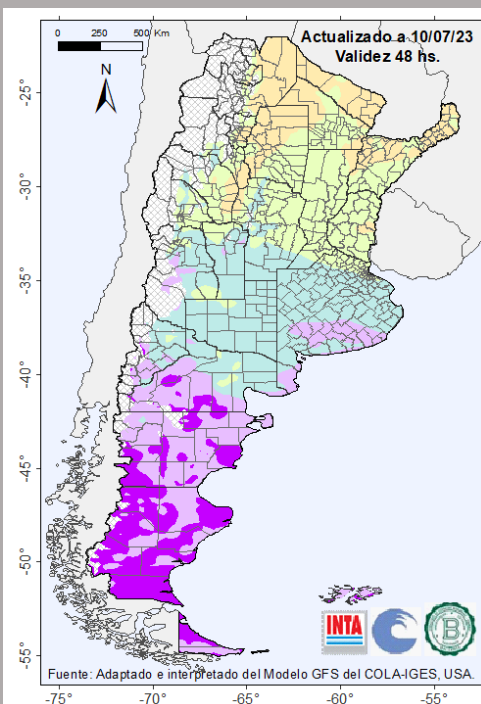 Actualizado a 10/07/23
Validez 48 hs.
0 250 500 Km
N
-25°
-30°
-35°
-40°
-45°
-50°
-55°
INTA
B
Fuente: Adaptado e interpretado del Modelo GFS del COLA-IGES, USA.
-75 -70 -65 -60 -55